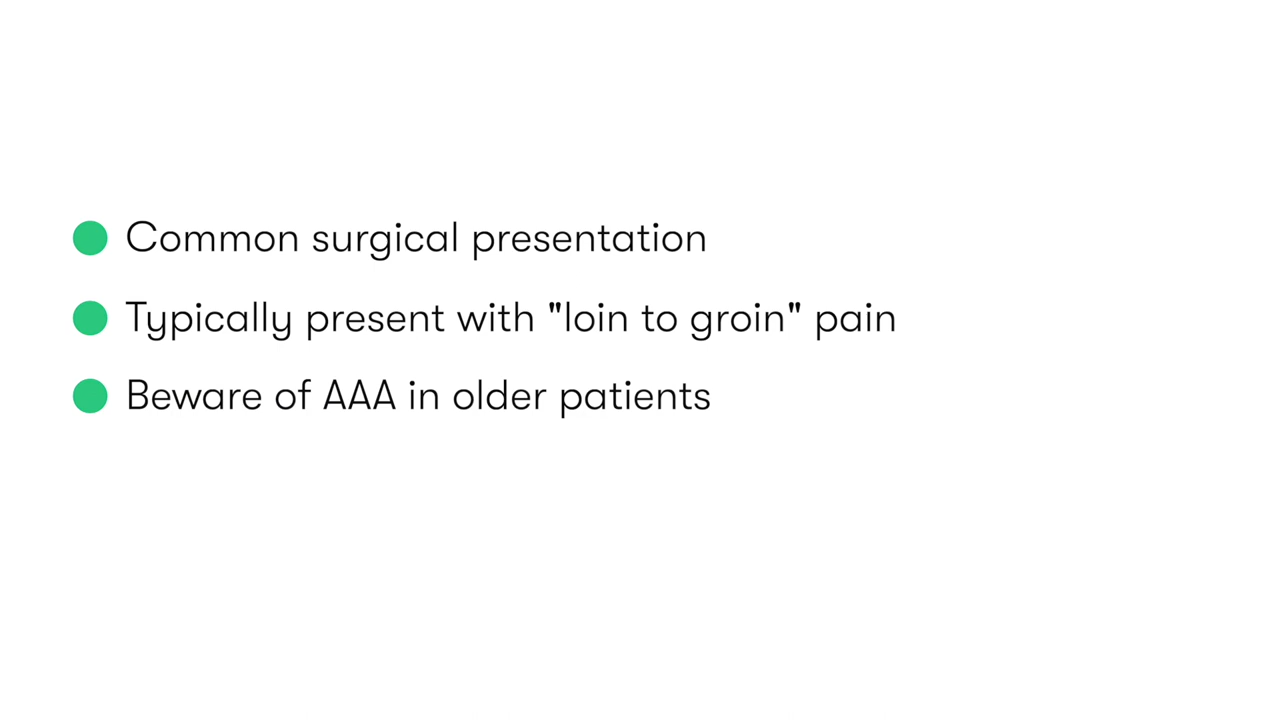 Common surgical presentation
Typically present with "loin to groin" pain
Beware of AAA in older patients